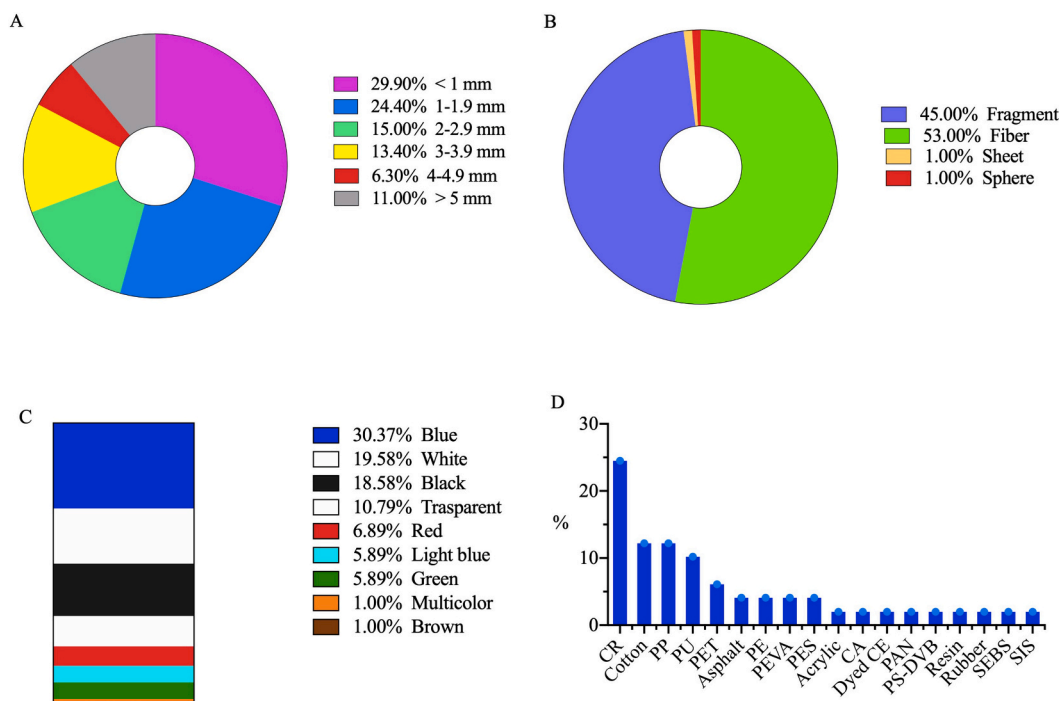 A
29.90% < 1 mm
24.40% 1-1.9 mm
15.00% 2-2.9 mm
13.40% 3-3.9 mm
6.30% 4-4.9 mm
11.00% > 5 mm
B
45.00% Fragment
53.00% Fiber
1.00% Sheet
1.00% Sphere
C
30.37% Blue
19.58% White
18.58% Black
10.79% Trasparent
6.89% Red
5.89% Light blue
5.89% Green
1.00% Multicolor
1.00% Brown
D
30
20
%
10
0
CR
Cotton
PP
PU
PET
Asphalt
PE
PEVA
PES
Acrylic
CA
Dyed CE
PAN
PS-DVB
Resin
Rubber
SEBS
SIS